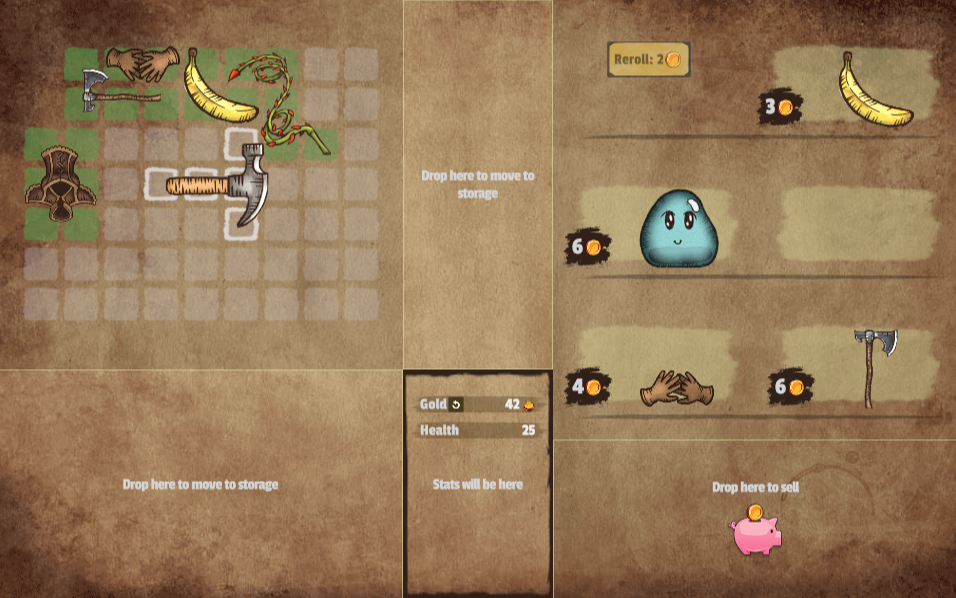 Reroll: 2
3
Drop here to move to
storage
6
4
6
Gold 42
Health 25
Drop here to move to storage
Stats will be here
Drop here to sell